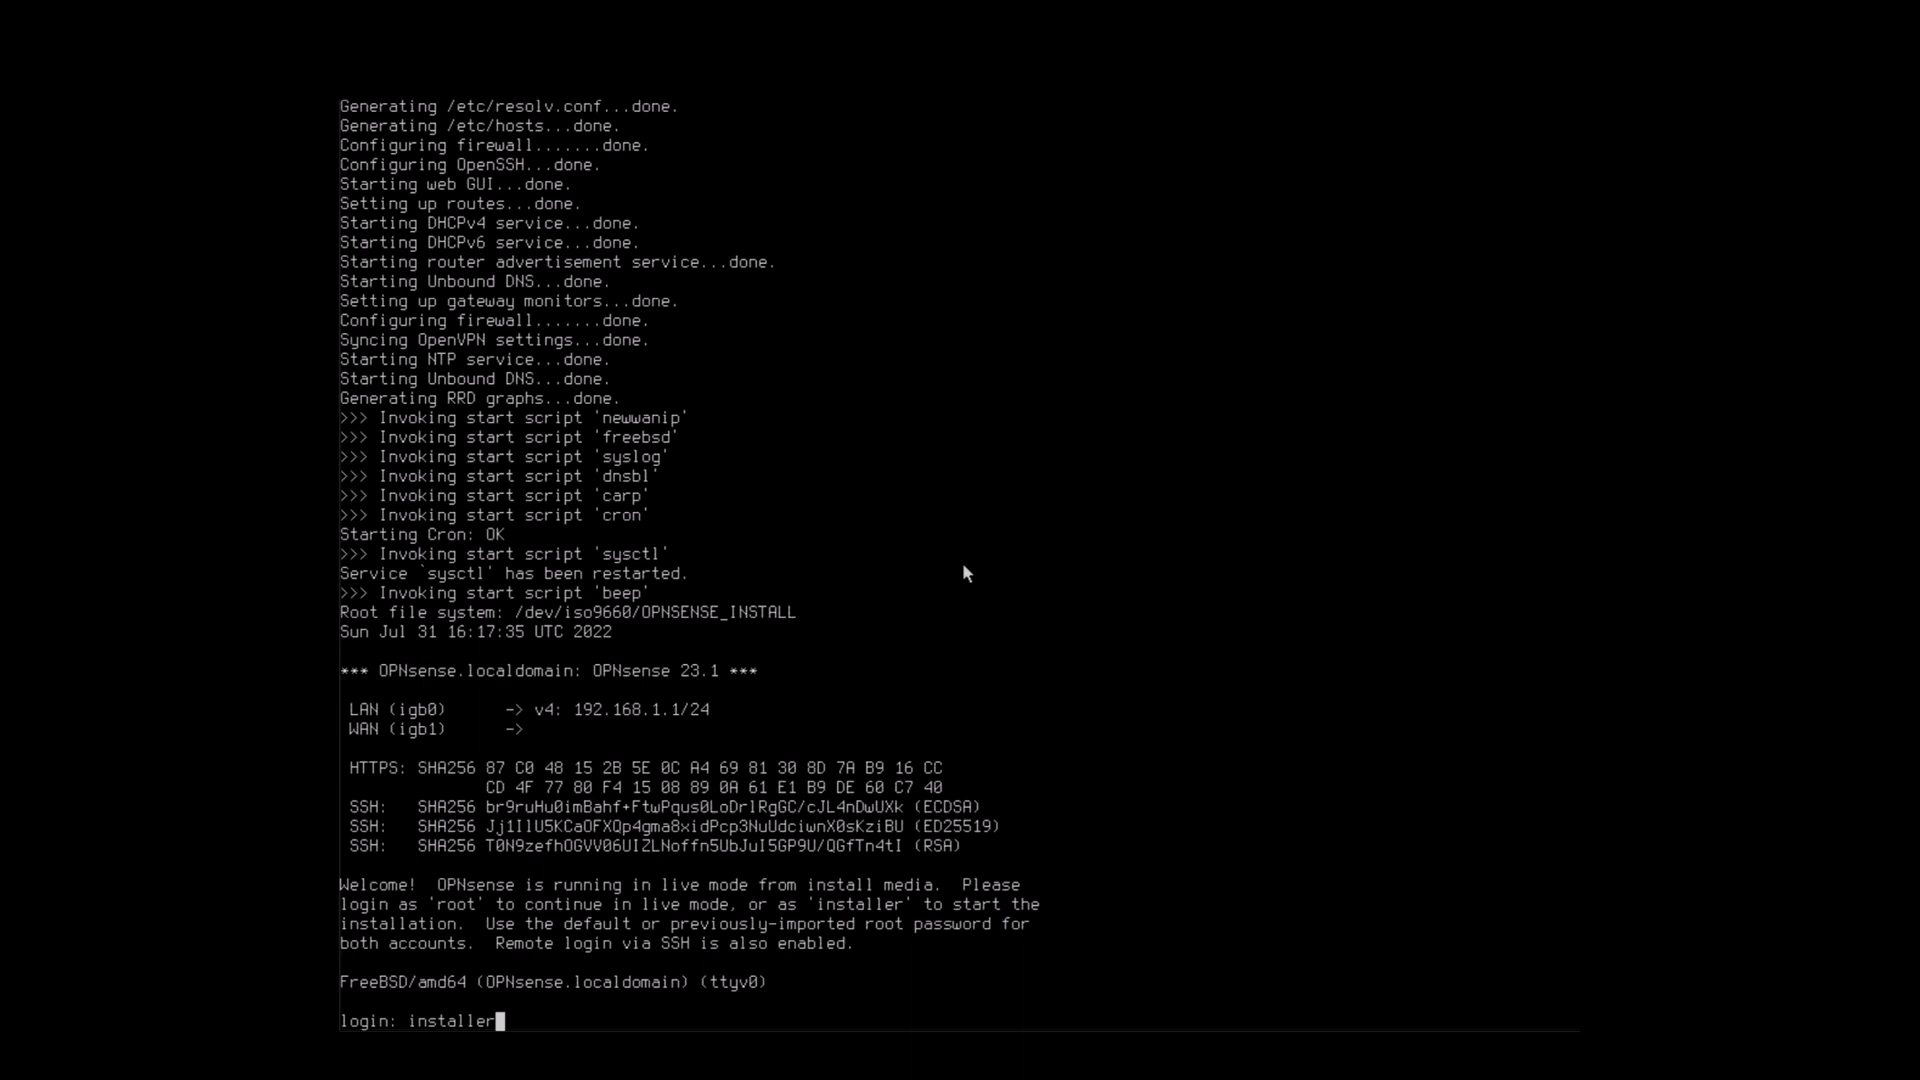 Generating /etc/resolv.conf...done.
Generating /etc/hosts...done.
Configuring firewall.......done.
Configuring OpenSSH...done.
Starting web GUI...done.
Setting up routes...done.
Starting DHCPv4 service...done.
Starting DHCPv6 service...done.
Starting router advertisement service...done.
Starting Unbound DNS...done.
Setting up gateway monitors...done.
Configuring firewall.......done.
Syncing OpenVPN settings...done.
Starting NTP service...done.
Starting Unbound DNS...done.
Generating RRD graphs...done.
>>> Invoking start script 'newwanip'
>>> Invoking start script 'freebsd'
>>> Invoking start script 'syslog'
>>> Invoking start script 'dnsbl'
>>> Invoking start script 'carp'
>>> Invoking start script 'cron'
Starting Cron: OK
>>> Invoking start script 'sysctl'
Service `sysctl' has been restarted.
>>> Invoking start script 'beep'
Root file system: /dev/iso9660/OPNSENSE_INSTALL
Sun Jul 31 16:17:35 UTC 2022
*** OPNsense.localdomain: OPNsense 23.1 ***
LAN (igb0) -> v4: 192.168.1.1/24
WAN (igb1) ->
HTTPS: SHA256 87 C0 48 15 2B 5E 0C A4 69 81 30 8D 7A B9 16 CC
CD 4F 77 80 F4 15 08 89 0A 61 E1 B9 DE 60 C7 40
SSH: SHA256 br9ruHu0imBahf+FtwPqus0LoDrlRgGC/cJL4nDwUXk (ECDSA)
SSH: SHA256 Jj1IlU5KCaOFXQp4gma8xidPcp3NuUdciwnX0sKziBU (ED25519)
SSH: SHA256 T0N9zefhOGVV06UIZLNoffn5UbJuI5GP9U/QGfTn4tI (RSA)
Welcome! OPNsense is running in live mode from install media. Please
login as 'root' to continue in live mode, or as 'installer' to start the
installation. Use the default or previously-imported root password for
both accounts. Remote login via SSH is also enabled.
FreeBSD/amd64 (OPNsense.localdomain) (ttyv0)
login: installer